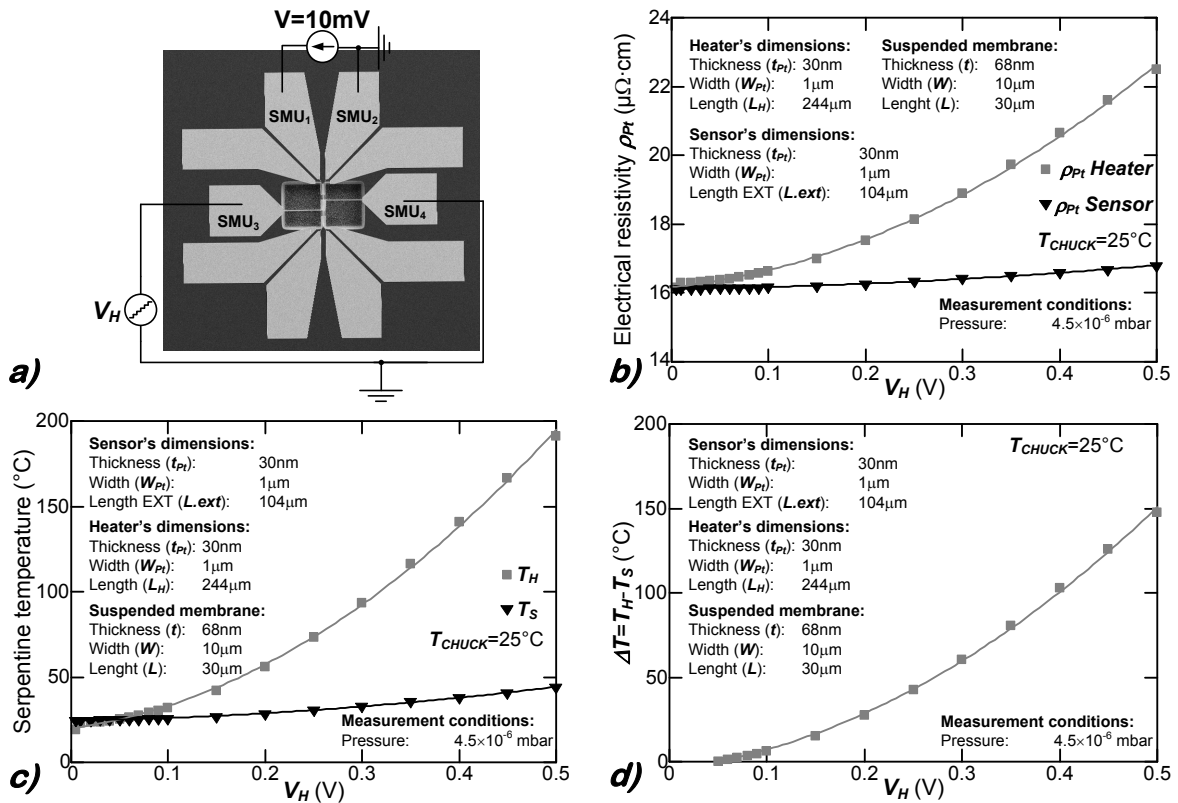 V=10mV
SMU1 SMU2
SMU3 SMU4
VH
a)
Electrical resistivity ρPt (μΩ·cm)
24
22
20
18
16
14
Heater's dimensions:
Thickness (tPt): 30nm
Width (WPt): 1μm
Length (LH): 244μm
Suspended membrane:
Thickness (t): 68nm
Width (W): 10μm
Lenght (L): 30μm
Sensor's dimensions:
Thickness (tPt): 30nm
Width (WPt): 1μm
Length EXT (L.ext): 104μm
ρPt Heater
ρPt Sensor
TCHUCK=25°C
Measurement conditions:
Pressure: 4.5×10-6 mbar
0 0.1 0.2 0.3 0.4 0.5
VH (V)
b)
Serpentine temperature (°C)
200
150
100
50
0
Sensor's dimensions:
Thickness (tPt): 30nm
Width (WPt): 1μm
Length EXT (L.ext): 104μm
Heater's dimensions:
Thickness (tPt): 30nm
Width (WPt): 1μm
Length (LH): 244μm
Suspended membrane:
Thickness (t): 68nm
Width (W): 10μm
Lenght (L): 30μm
TH
TS
TCHUCK=25°C
Measurement conditions:
Pressure: 4.5×10-6 mbar
0 0.1 0.2 0.3 0.4 0.5
VH (V)
c)
ΔT=TH-TS (°C)
200
150
100
50
0
Sensor's dimensions:
Thickness (tPt): 30nm
Width (WPt): 1μm
Length EXT (L.ext): 104μm
Heater's dimensions:
Thickness (tPt): 30nm
Width (WPt): 1μm
Length (LH): 244μm
Suspended membrane:
Thickness (t): 68nm
Width (W): 10μm
Lenght (L): 30μm
TCHUCK=25°C
Measurement conditions:
Pressure: 4.5×10-6 mbar
0 0.1 0.2 0.3 0.4 0.5
VH (V)
d)